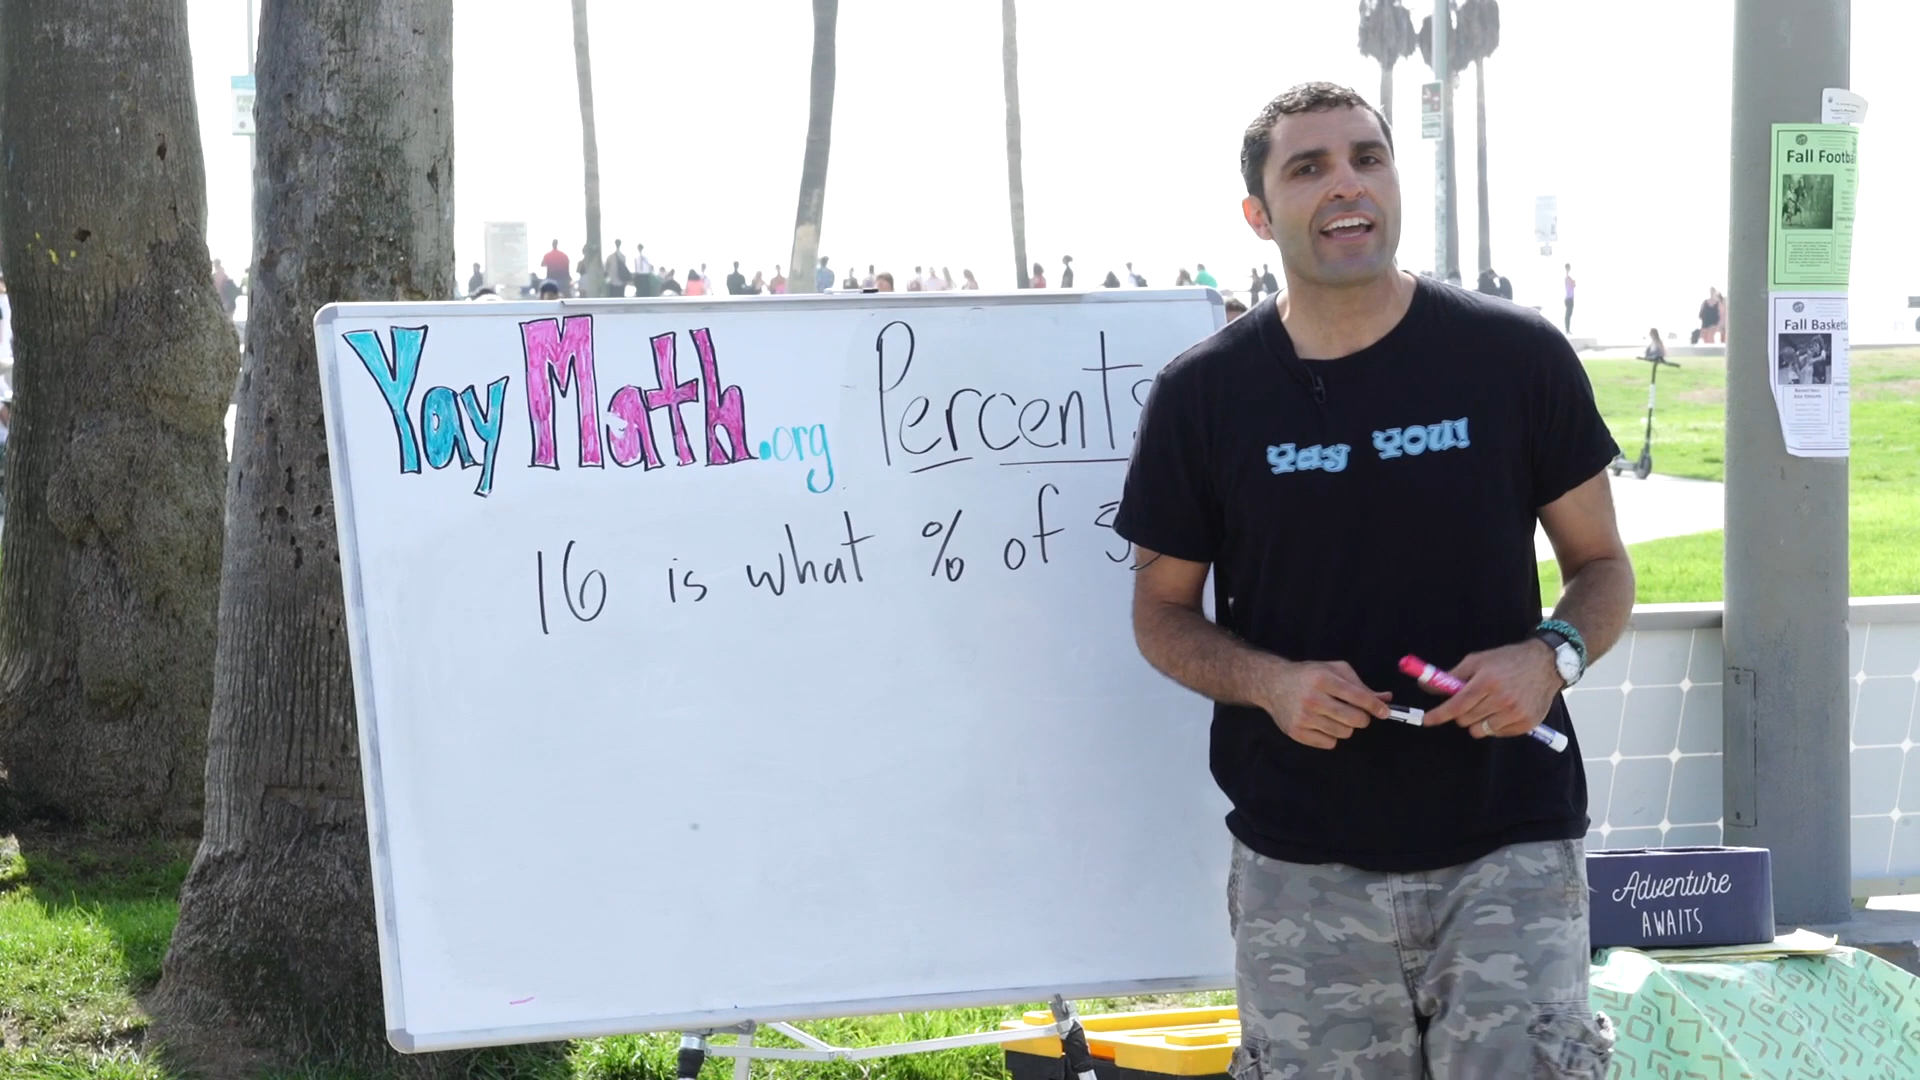 YayMath.org Percents
16 is what % of
Yay YOU!
Fall Footba
Fall Basketb
Adventure
AWAITS